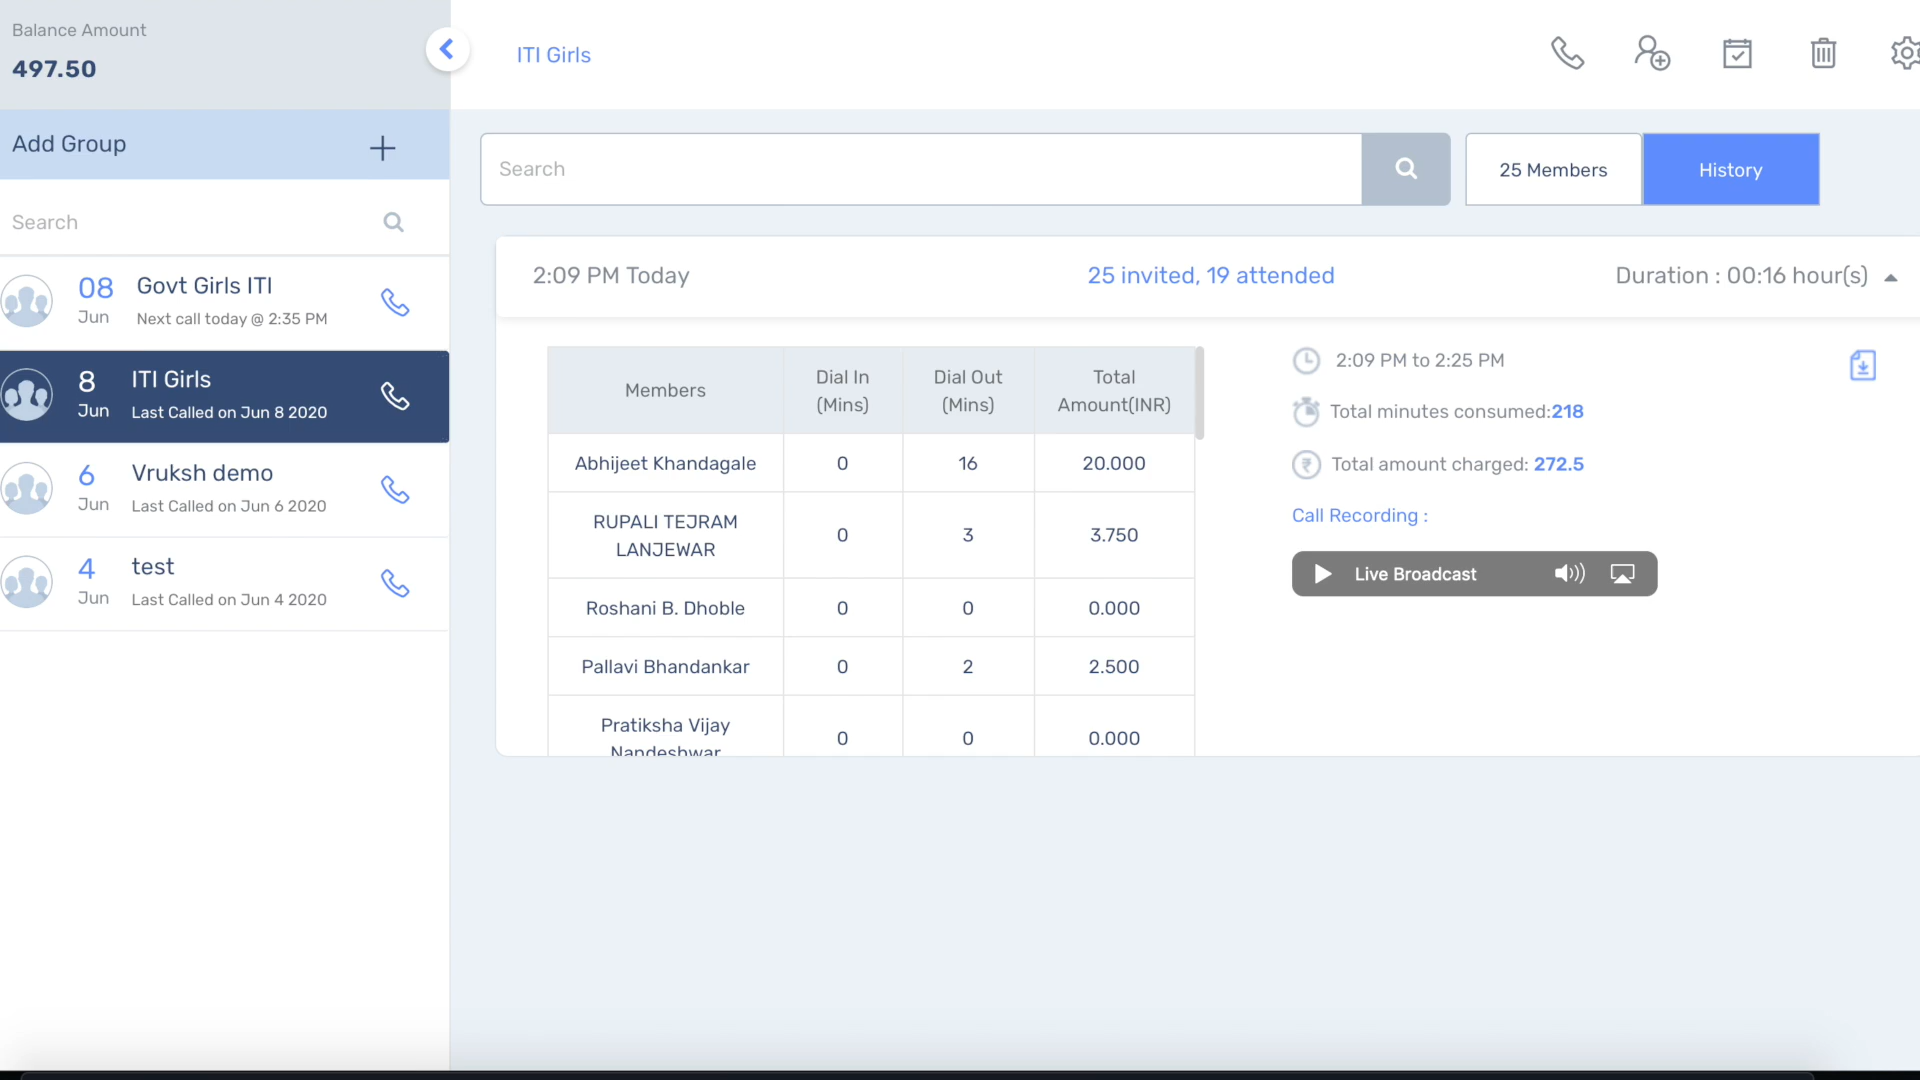 Balance Amount
497.50
Add Group
Search
08 Jun
Govt Girls ITI
Next call today @ 2:35 PM
8 Jun
ITI Girls
Last Called on Jun 8 2020
6 Jun
Vruksh demo
Last Called on Jun 6 2020
4 Jun
test
Last Called on Jun 4 2020
ITI Girls
Search
25 Members
History
2:09 PM Today
25 invited, 19 attended
Duration : 00:16 hour(s)
Members
Dial In (Mins)
Dial Out (Mins)
Total Amount(INR)
Abhijeet Khandagale 0 16 20.000
RUPALI TEJRAM LANJEWAR 0 3 3.750
Roshani B. Dhoble 0 0 0.000
Pallavi Bhandankar 0 2 2.500
Pratiksha Vijay Nandeshwar 0 0 0.000
2:09 PM to 2:25 PM
Total minutes consumed:218
Total amount charged: 272.5
Call Recording :
Live Broadcast